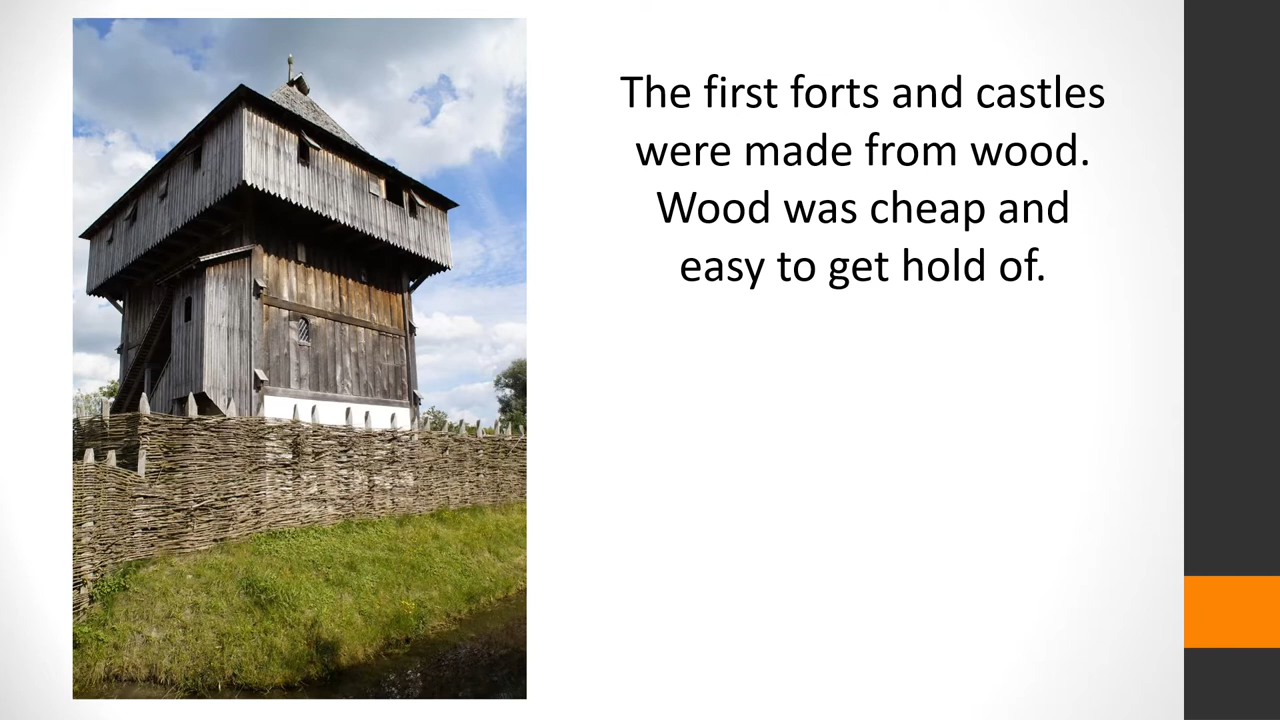 The first forts and castles
were made from wood.
Wood was cheap and
easy to get hold of.